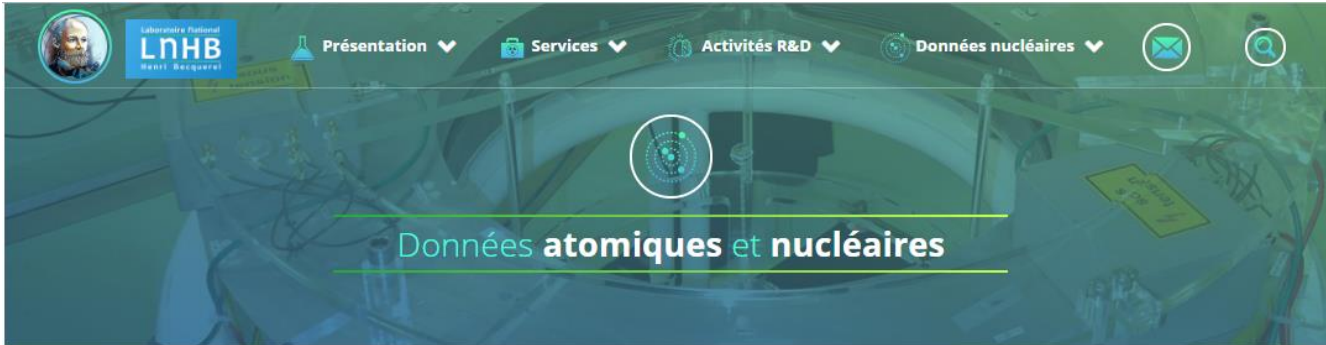 Laboratoire National
LNHB
Henri Becquerel
Présentation
Services
Activités R&D
Données nucléaires
Données atomiques et nucléaires